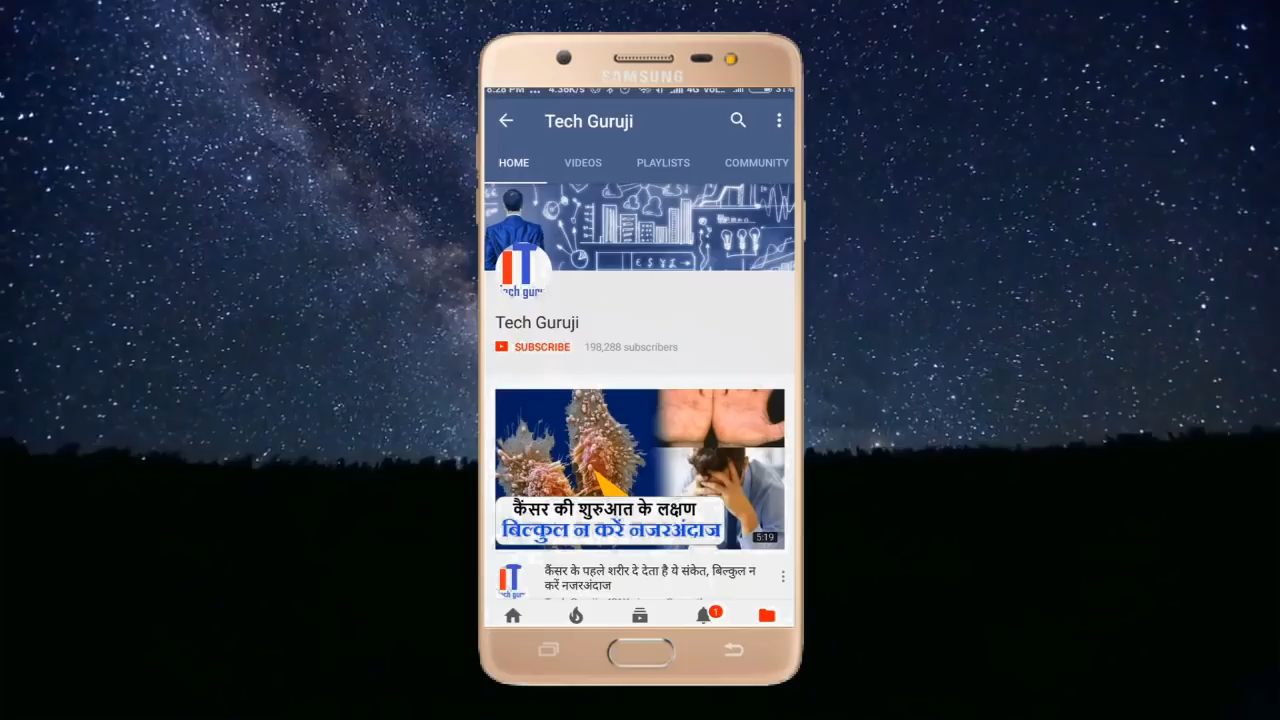 SAMSUNG
Tech Guruji
HOME VIDEOS PLAYLISTS COMMUNITY
€ $ ¥
Tech Guruji
SUBSCRIBE 198,288 subscribers
कैंसर की शुरुआत के लक्षण
बिल्कुल न करें नजरअंदाज
5:19
कैंसर के पहले शरीर दे देता है ये संकेत, बिल्कुल न
करें नजरअंदाज
1